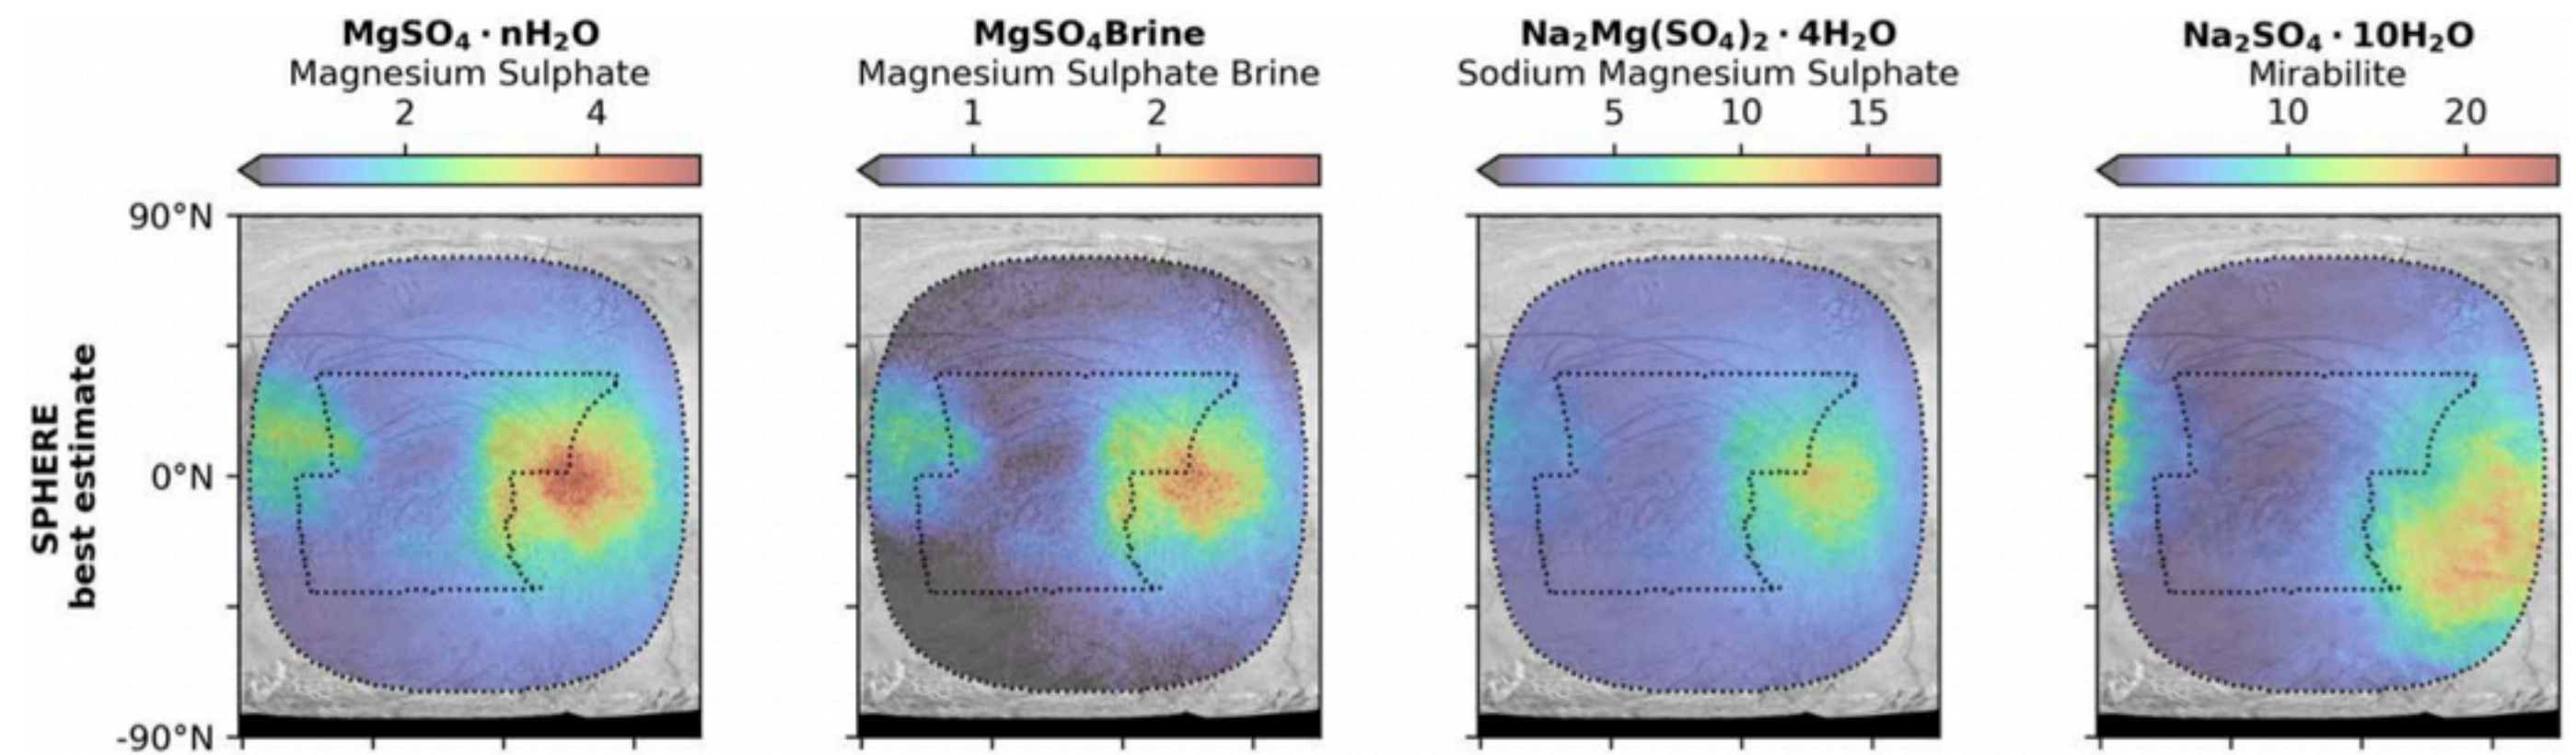 MgSO₄ · nH₂O
Magnesium Sulphate
2 4
MgSO₄Brine
Magnesium Sulphate Brine
1 2
Na₂Mg(SO₄)₂ · 4H₂O
Sodium Magnesium Sulphate
5 10 15
Na₂SO₄ · 10H₂O
Mirabilite
10 20
SPHERE
best estimate
90°N
0°N
-90°N